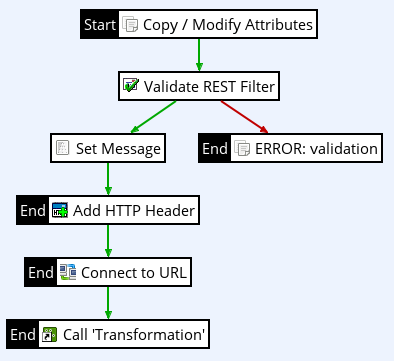 Start Copy / Modify Attributes
Validate REST Filter
Set Message
End ERROR: validation
End Add HTTP Header
End Connect to URL
End Call 'Transformation'